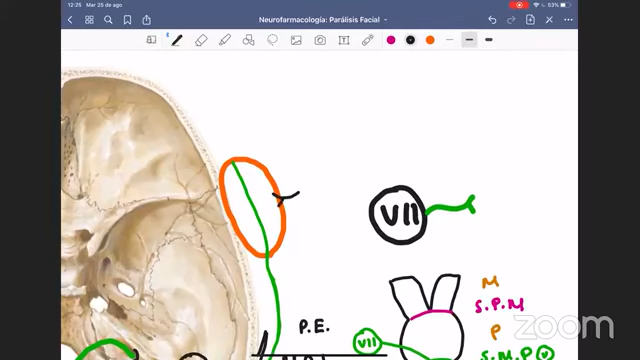 12:25 Mar 25 de ago
Neurofarmacología: Parálisis Facial
53%
VII
M
S.P.M
P.E.
VII
P
S.M.P
zoom